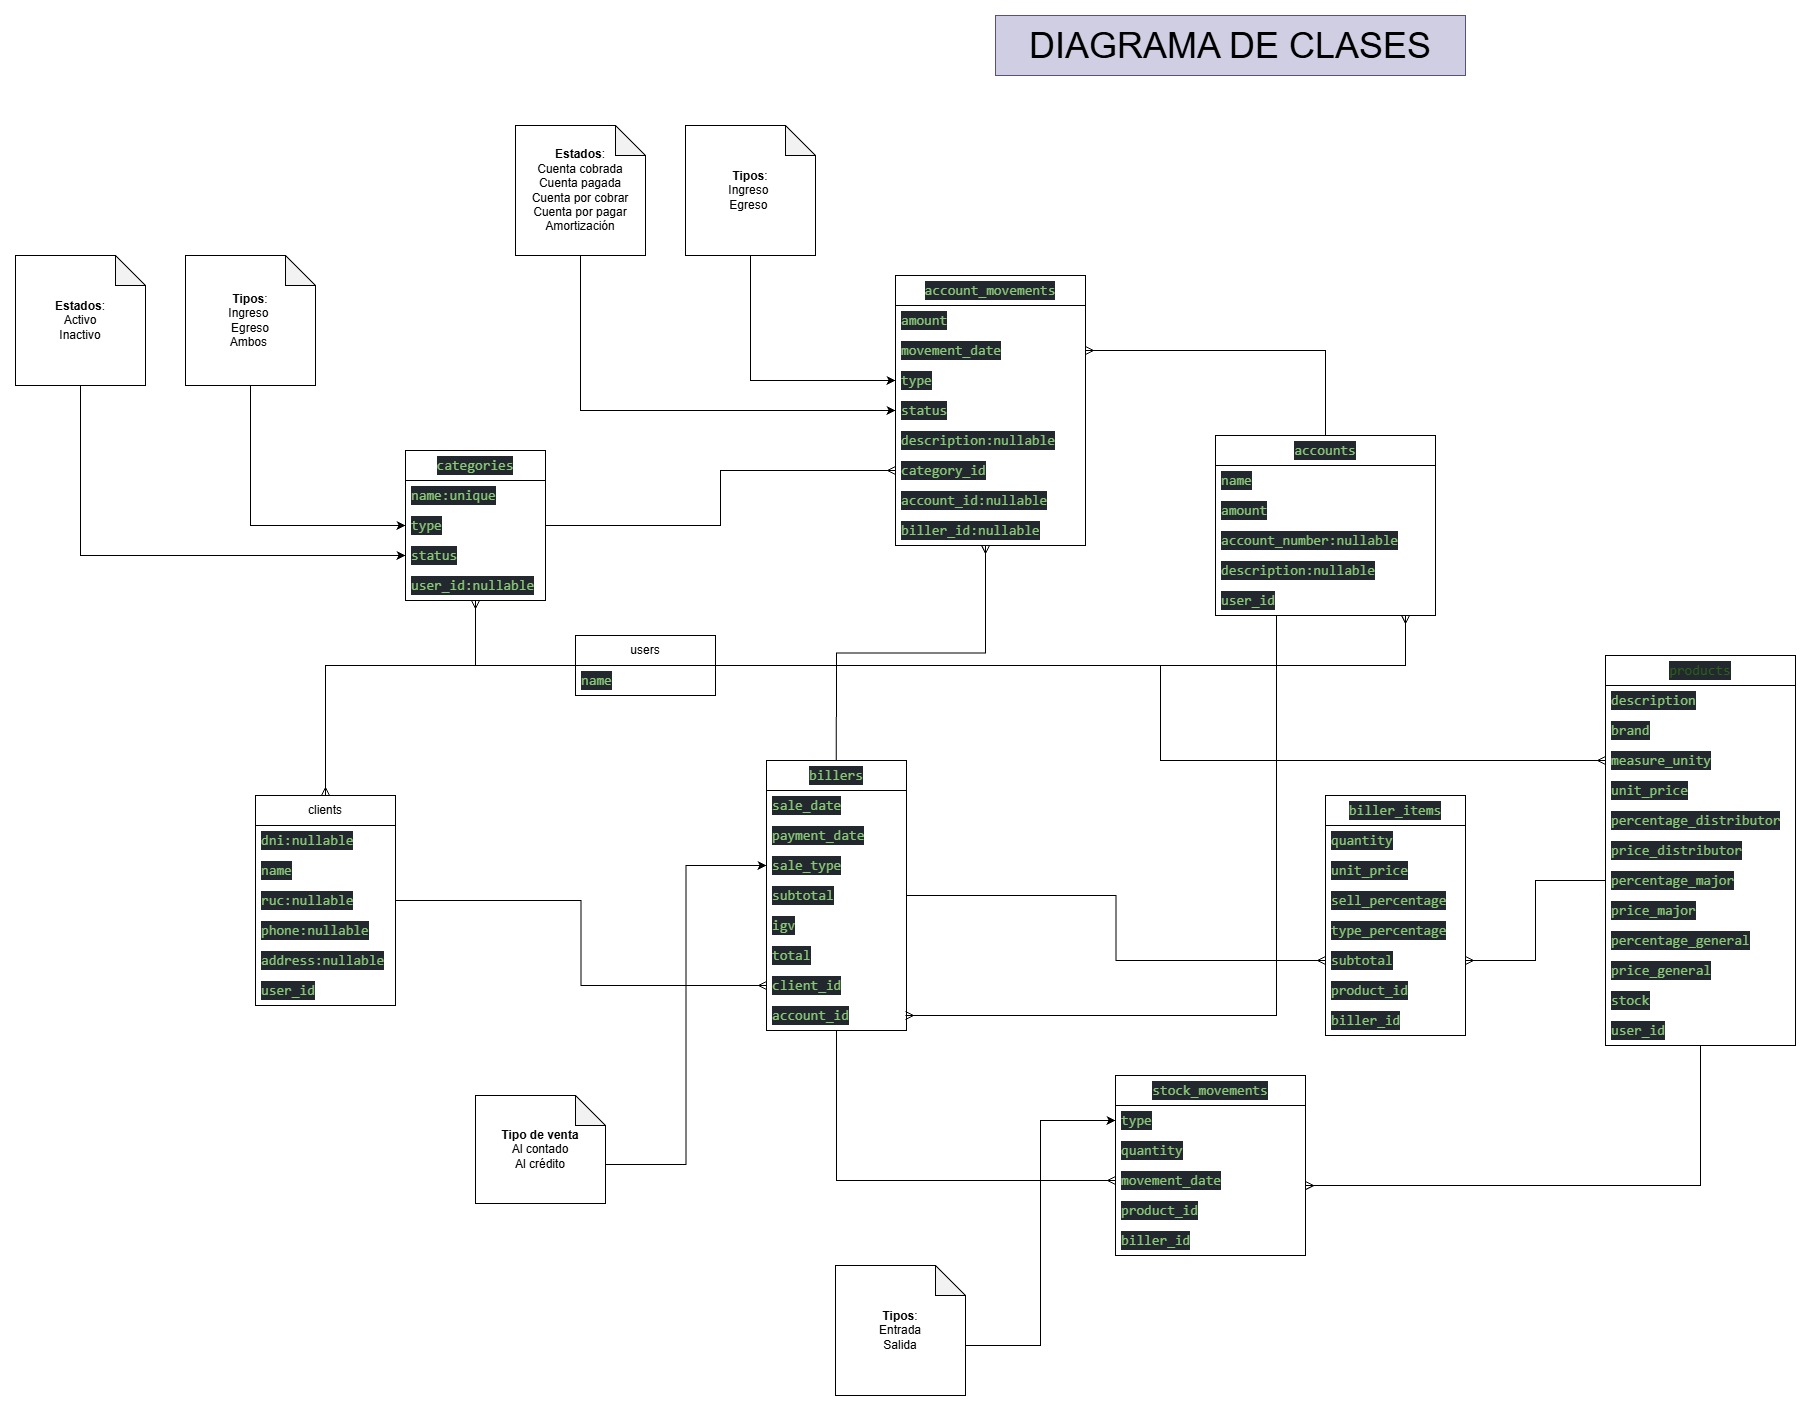 DIAGRAMA DE CLASES
Estados:
Cuenta cobrada
Cuenta pagada
Cuenta por cobrar
Cuenta por pagar
Amortización
Tipos:
Ingreso
Egreso
Estados:
Activo
Inactivo
Tipos:
Ingreso
Egreso
Ambos
account_movements
amount
movement_date
type
status
description:nullable
category_id
account_id:nullable
biller_id:nullable
categories
name:unique
type
status
user_id:nullable
accounts
name
amount
account_number:nullable
description:nullable
user_id
users
name
products
description
brand
measure_unity
unit_price
percentage_distributor
price_distributor
percentage_major
price_major
percentage_general
price_general
stock
user_id
clients
dni:nullable
name
ruc:nullable
phone:nullable
address:nullable
user_id
billers
sale_date
payment_date
sale_type
subtotal
igv
total
client_id
account_id
biller_items
quantity
unit_price
sell_percentage
type_percentage
subtotal
product_id
biller_id
Tipo de venta
Al contado
Al crédito
stock_movements
type
quantity
movement_date
product_id
biller_id
Tipos:
Entrada
Salida